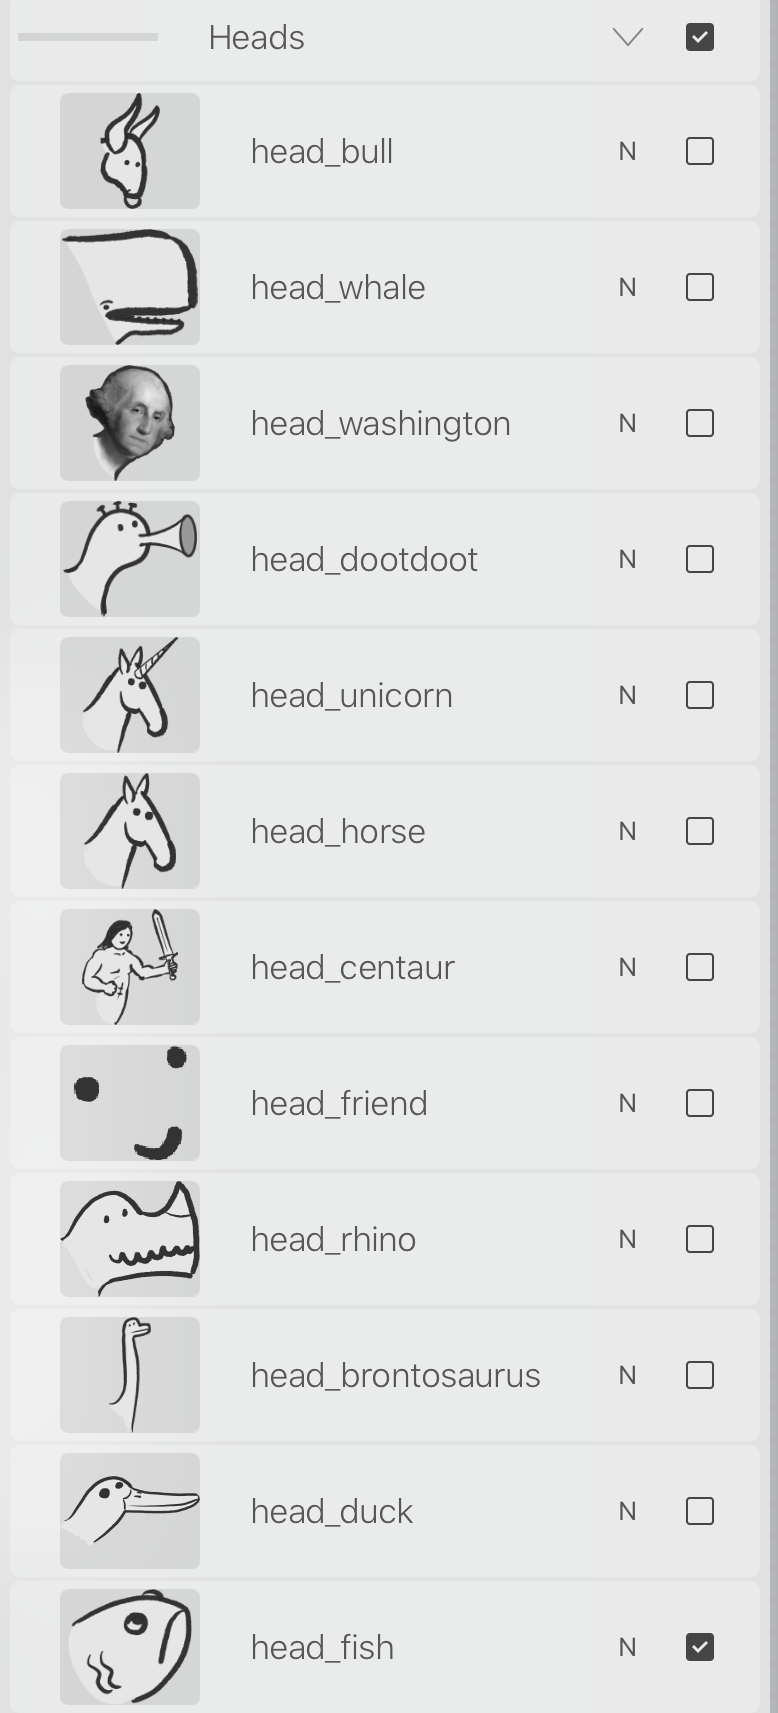 Heads
head_bull N
head_whale N
head_washington N
head_dootdoot N
head_unicorn N
head_horse N
head_centaur N
head_friend N
head_rhino N
head_brontosaurus N
head_duck N
head_fish N